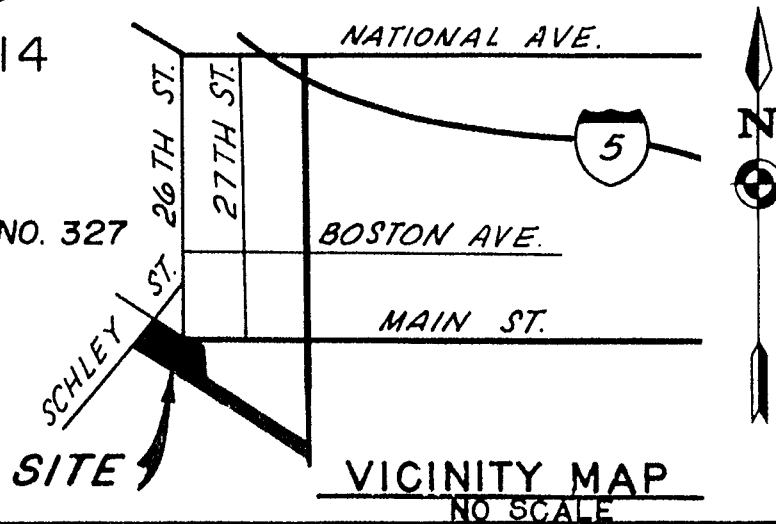 14
NATIONAL AVE.
26TH ST.
27TH ST.
N
5
NO. 327
BOSTON AVE.
SCHLEY ST.
MAIN ST.
SITE
VICINITY MAP
NO SCALE